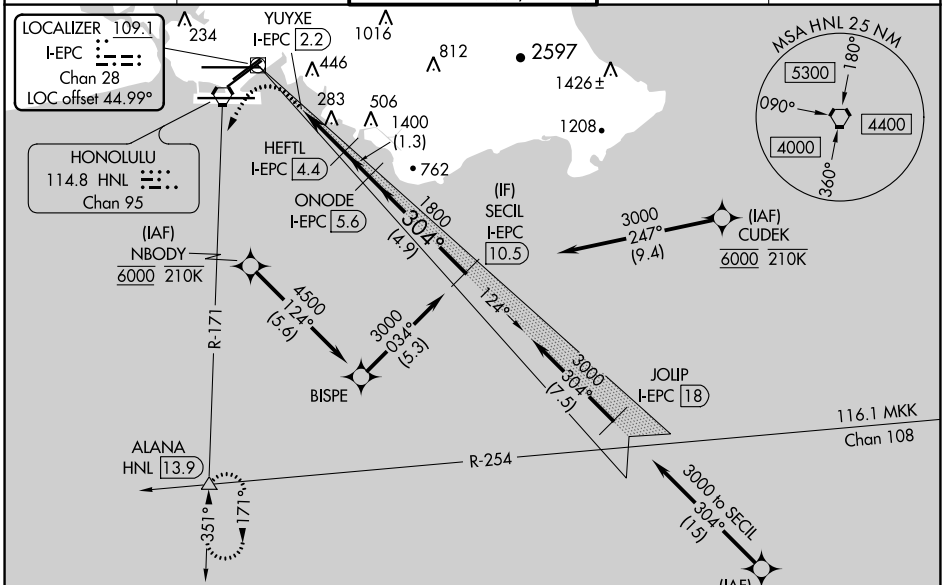 LOCALIZER 109.1
I-EPC
Chan 28
LOC offset 44.99°
234
YUYXE
I-EPC 2.2
1016
446
812
2597
1426 ±
MSA HNL 25 NM
180°
5300
090°
4400
4000
360°
283
506
1400
(1.3)
1208
762
HEFTL
I-EPC 4.4
HONOLULU
114.8 HNL
Chan 95
ONODE
I-EPC 5.6
(IF)
SECIL
I-EPC
10.5
1800
304°
(4.9)
3000
247°
(9.4)
(IAF)
CUDEK
6000 210K
(IAF)
NBODY
6000 210K
4500
124°
(5.6)
3000
034°
(5.3)
BISPE
R-171
124°
3000
304°
(7.5)
JOLIP
I-EPC 18
116.1 MKK
Chan 108
R-254
ALANA
HNL 13.9
351°
171°
3000 to SECIL
304°
(15)
(IAF)